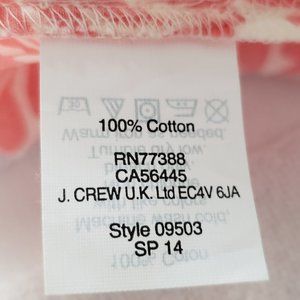 100% Cotton
RN77388
CA56445
J. CREW U.K. Ltd EC4V 6JA
Style 09503
SP 14